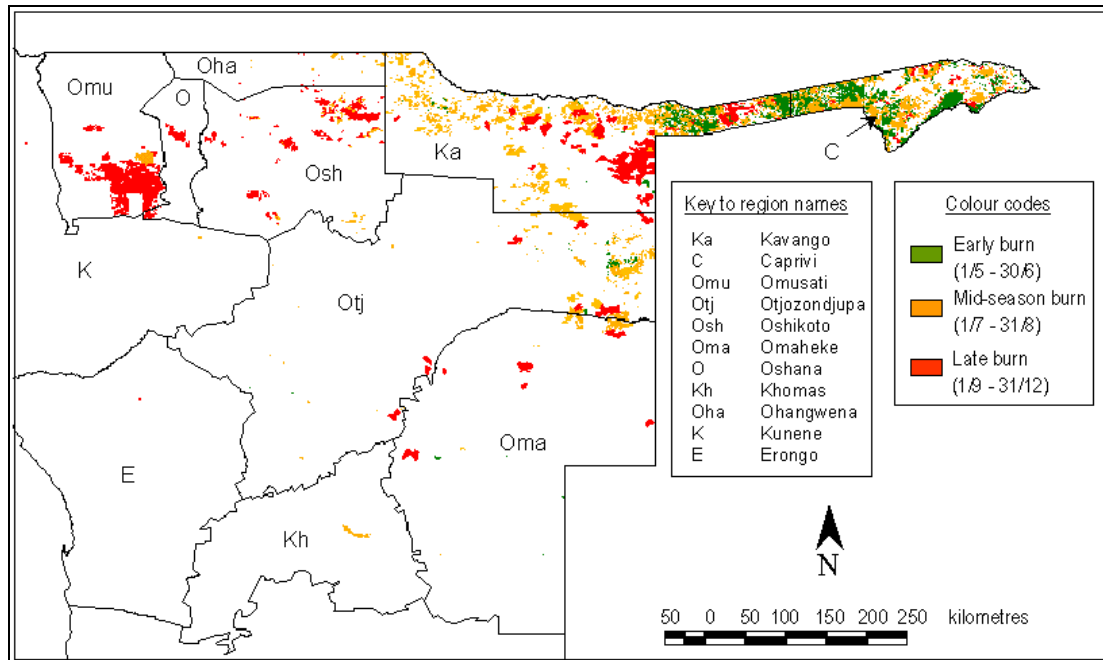 Oha
Omu
O
Ka
Osh
C
K
Otj
Oma
E
Kh
Key to region names
Ka Kavango
C Caprivi
Omu Omusati
Otj Otjozondjupa
Osh Oshikoto
Oma Omaheke
O Oshana
Kh Khomas
Oha Ohangwena
K Kunene
E Erongo
Colour codes
Early burn
(1/5 - 30/6)
Mid-season burn
(1/7 - 31/8)
Late burn
(1/9 - 31/12)
N
50 0 50 100 150 200 250 kilometres